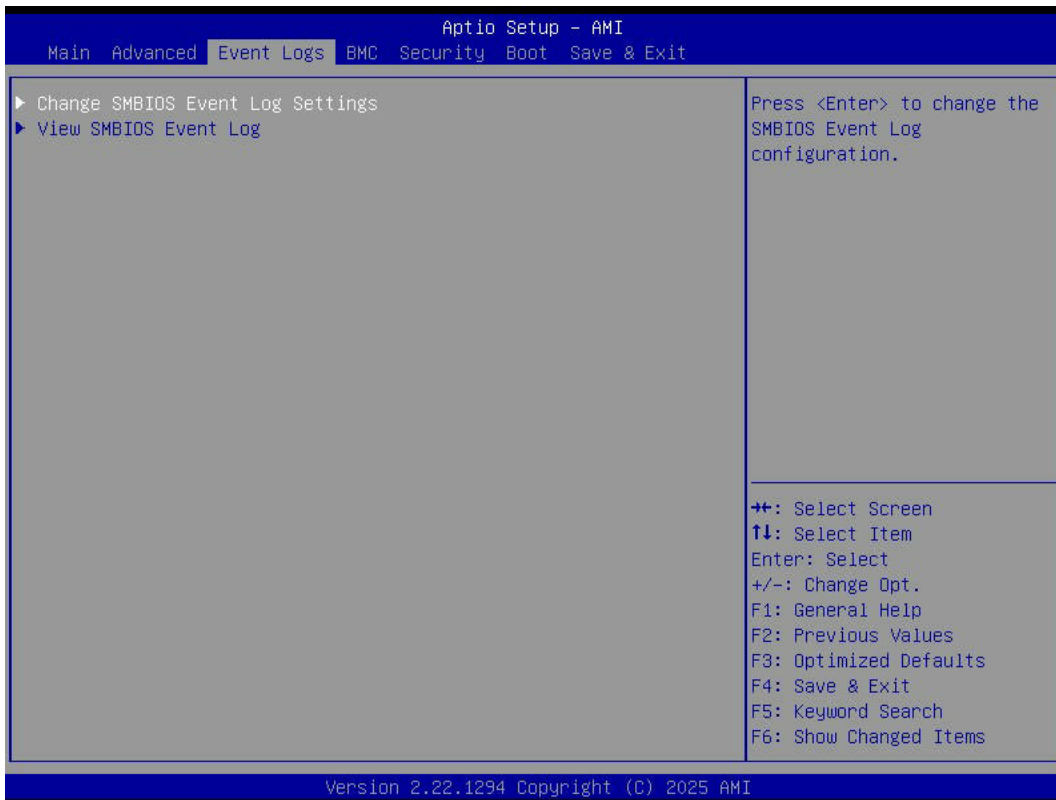 Aptio Setup - AMI
Main Advanced Event Logs BMC Security Boot Save & Exit
▶ Change SMBIOS Event Log Settings
▶ View SMBIOS Event Log
Press <Enter> to change the
SMBIOS Event Log
configuration.
→←: Select Screen
↑↓: Select Item
Enter: Select
+/-: Change Opt.
F1: General Help
F2: Previous Values
F3: Optimized Defaults
F4: Save & Exit
F5: Keyword Search
F6: Show Changed Items
Version 2.22.1294 Copyright (C) 2025 AMI